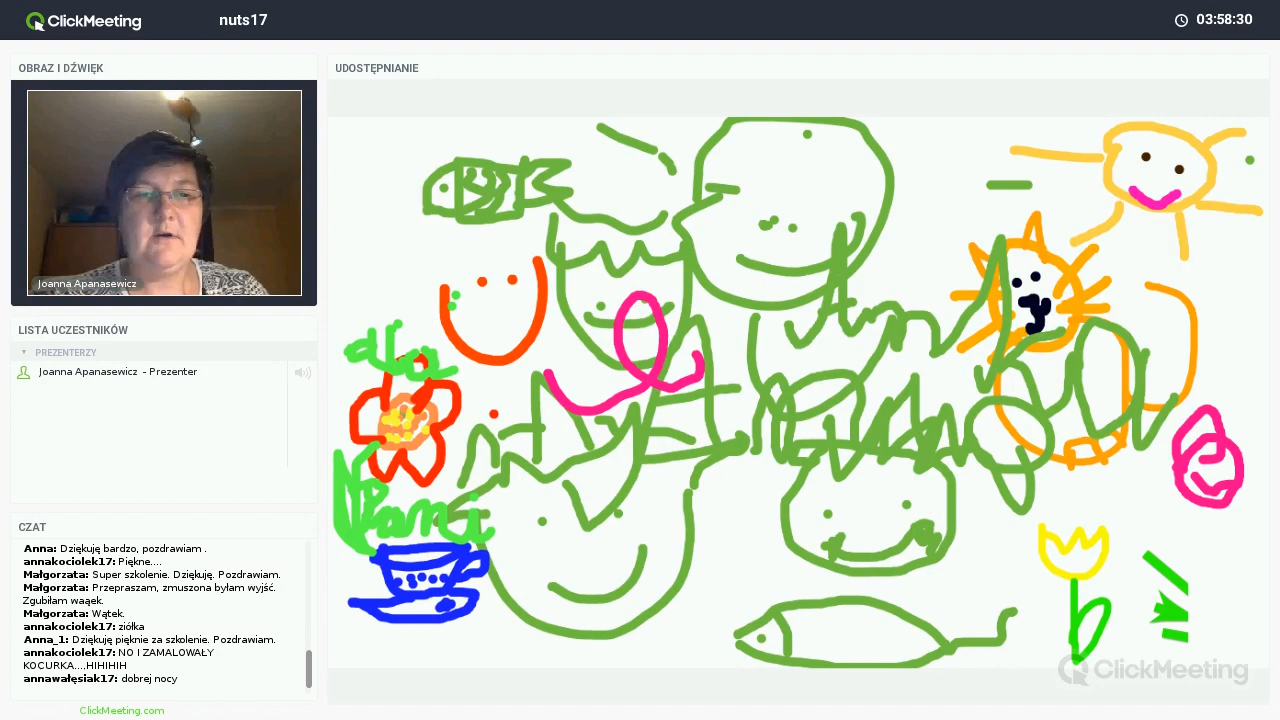 ClickMeeting
nuts17
03:58:30
OBRAZ I DŹWIĘK
Joanna Apanasewicz
LISTA UCZESTNIKÓW
PREZENTERZY
Joanna Apanasewicz - Prezenter
CZAT
Anna: Dziękuję bardzo, pozdrawiam .
annakociolek17: Piękne....
Małgorzata: Super szkolenie. Dziękuję. Pozdrawiam.
Małgorzata: Przepraszam, zmuszona byłam wyjść.
Zgubiłam waąek.
Małgorzata: Wątek.
annakociolek17: ziółka
Anna_1: Dziękuję pięknie za szkolenie. Pozdrawiam.
annakociolek17: NO I ZAMALOWAŁY
KOCURKA....HIHIHIH
annawałęsiak17: dobrej nocy
ClickMeeting.com
UDOSTĘPNIANIE
dla
Pani
ClickMeeting